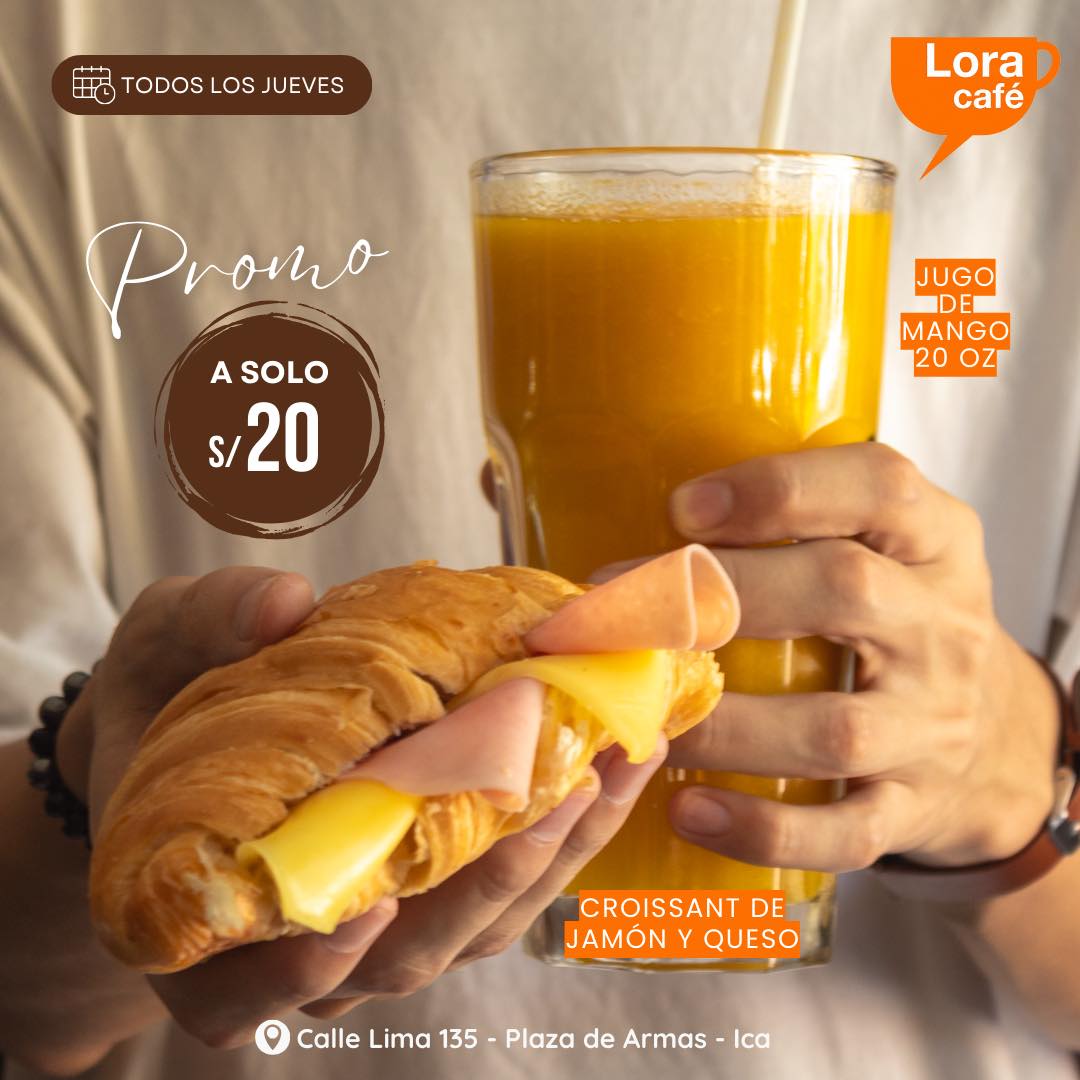 TODOS LOS JUEVES
Lora
café
Promo
A SOLO
S/20
JUGO
DE
MANGO
20 OZ
CROISSANT DE
JAMÓN Y QUESO
Calle Lima 135 - Plaza de Armas - Ica